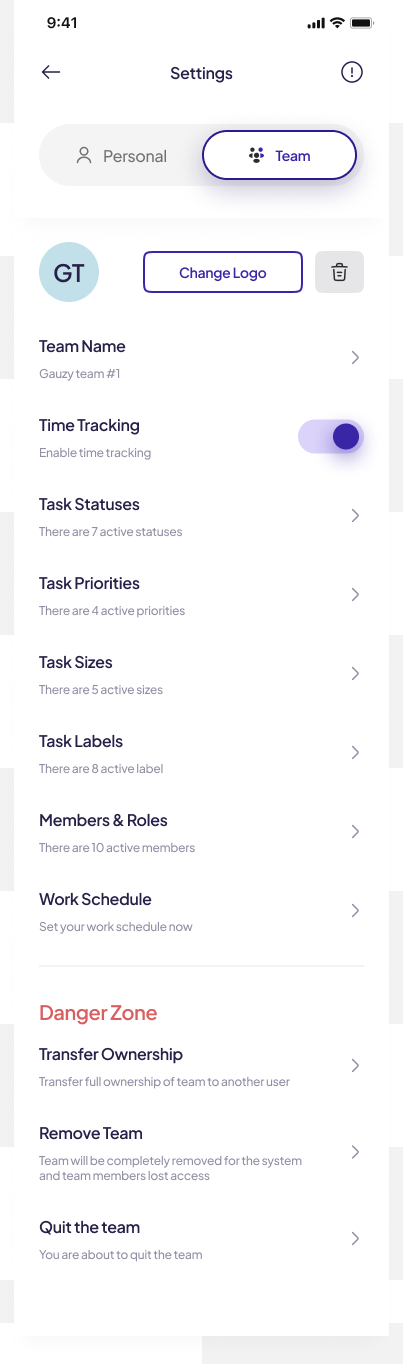 9:41
Settings
Personal
Team
GT
Change Logo
Team Name
Gauzy team #1
Time Tracking
Enable time tracking
Task Statuses
There are 7 active statuses
Task Priorities
There are 4 active priorities
Task Sizes
There are 5 active sizes
Task Labels
There are 8 active label
Members & Roles
There are 10 active members
Work Schedule
Set your work schedule now
Danger Zone
Transfer Ownership
Transfer full ownership of team to another user
Remove Team
Team will be completely removed for the system
and team members lost access
Quit the team
You are about to quit the team